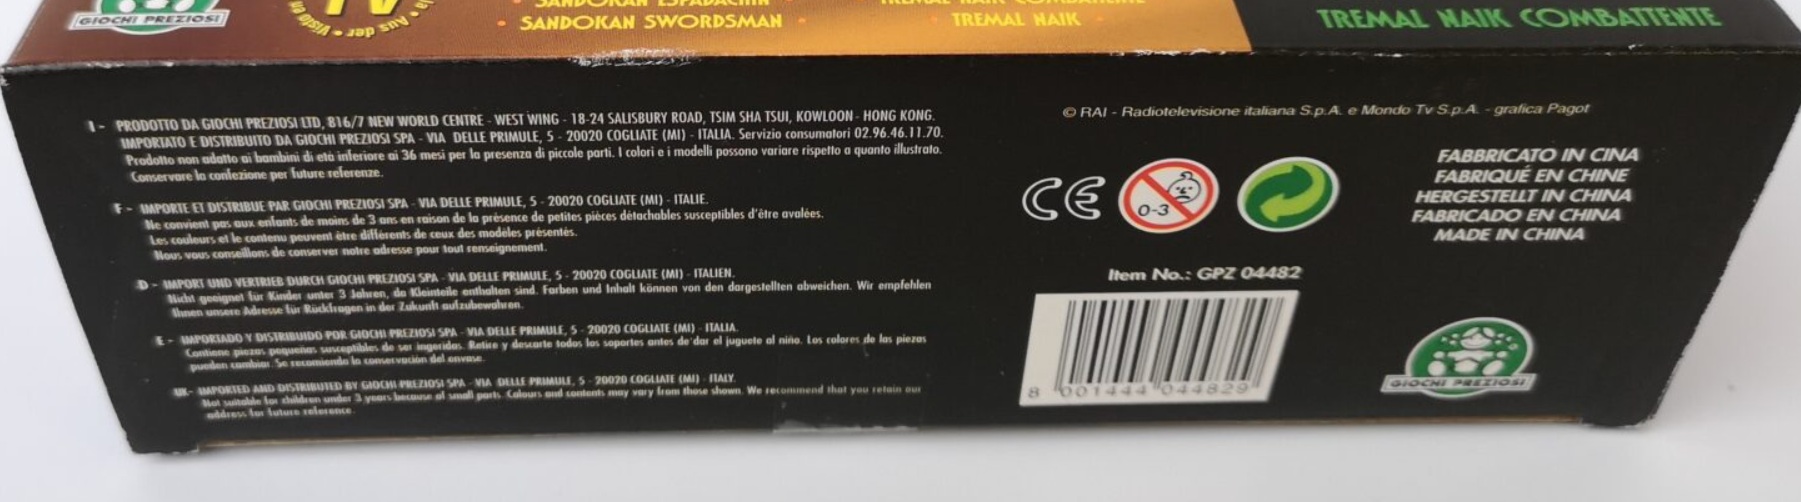 GIOCHI PREZIOSI
TV
Aus der
SANDOKAN ESPADACHIN
SANDOKAN SWORDSMAN
TREMAL NAIK COMBATIENTE
TREMAL NAIK
TREMAL NAIK COMBATTENTE
I - PRODOTTO DA GIOCHI PREZIOSI LTD, 816/7 NEW WORLD CENTRE - WEST WING - 18-24 SALISBURY ROAD, TSIM SHA TSUI, KOWLOON - HONG KONG.
IMPORTATO E DISTRIBUITO DA GIOCHI PREZIOSI SPA - VIA DELLE PRIMULE, 5 - 20020 COGLIATE (MI) - ITALIA. Servizio consumatori 02.96.46.11.70.
Prodotto non adatto ai bambini di età inferiore ai 36 mesi per la presenza di piccole parti. I colori e i modelli possono variare rispetto a quanto illustrato.
Conservare la confezione per future referenze.
F - IMPORTE ET DISTRIBUE PAR GIOCHI PREZIOSI SPA - VIA DELLE PRIMULE, 5 - 20020 COGLIATE (MI) - ITALIE.
Ne convient pas aux enfants de moins de 3 ans en raison de la présence de petites pièces détachables susceptibles d'être avalées.
Les couleurs et le contenu peuvent être différents de ceux des modèles présentés.
Nous vous conseillons de conserver notre adresse pour tout renseignement.
D - IMPORT UND VERTRIEB DURCH GIOCHI PREZIOSI SPA - VIA DELLE PRIMULE, 5 - 20020 COGLIATE (MI) - ITALIEN.
Nicht geeignet für Kinder unter 3 Jahren, da Kleinteile enthalten sind. Farben und Inhalt können von den dargestellten abweichen. Wir empfehlen
Ihnen unsere Adresse für Rückfragen in der Zukunft aufzubewahren.
E - IMPORTADO Y DISTRIBUIDO POR GIOCHI PREZIOSI SPA - VIA DELLE PRIMULE, 5 - 20020 COGLIATE (MI) - ITALIA.
Contiene piezas pequeñas susceptibles de ser ingeridas. Retire y descarte todos los soportes antes de dar el juguete al niño. Los colores de las piezas
pueden cambiar. Se recomienda la conservación del envase.
UK - IMPORTED AND DISTRIBUTED BY GIOCHI PREZIOSI SPA - VIA DELLE PRIMULE, 5 - 20020 COGLIATE (MI) - ITALY.
Not suitable for children under 3 years because of small parts. Colours and contents may vary from those shown. We recommend that you retain our
address for future reference.
© RAI - Radiotelevisione italiana S.p.A. e Mondo Tv S.p.A. - grafica Pagot
CE
0-3
FABBRICATO IN CINA
FABRIQUÉ EN CHINE
HERGESTELLT IN CHINA
FABRICADO EN CHINA
MADE IN CHINA
Item No.: GPZ 04482
8 001444 044829
GIOCHI PREZIOSI